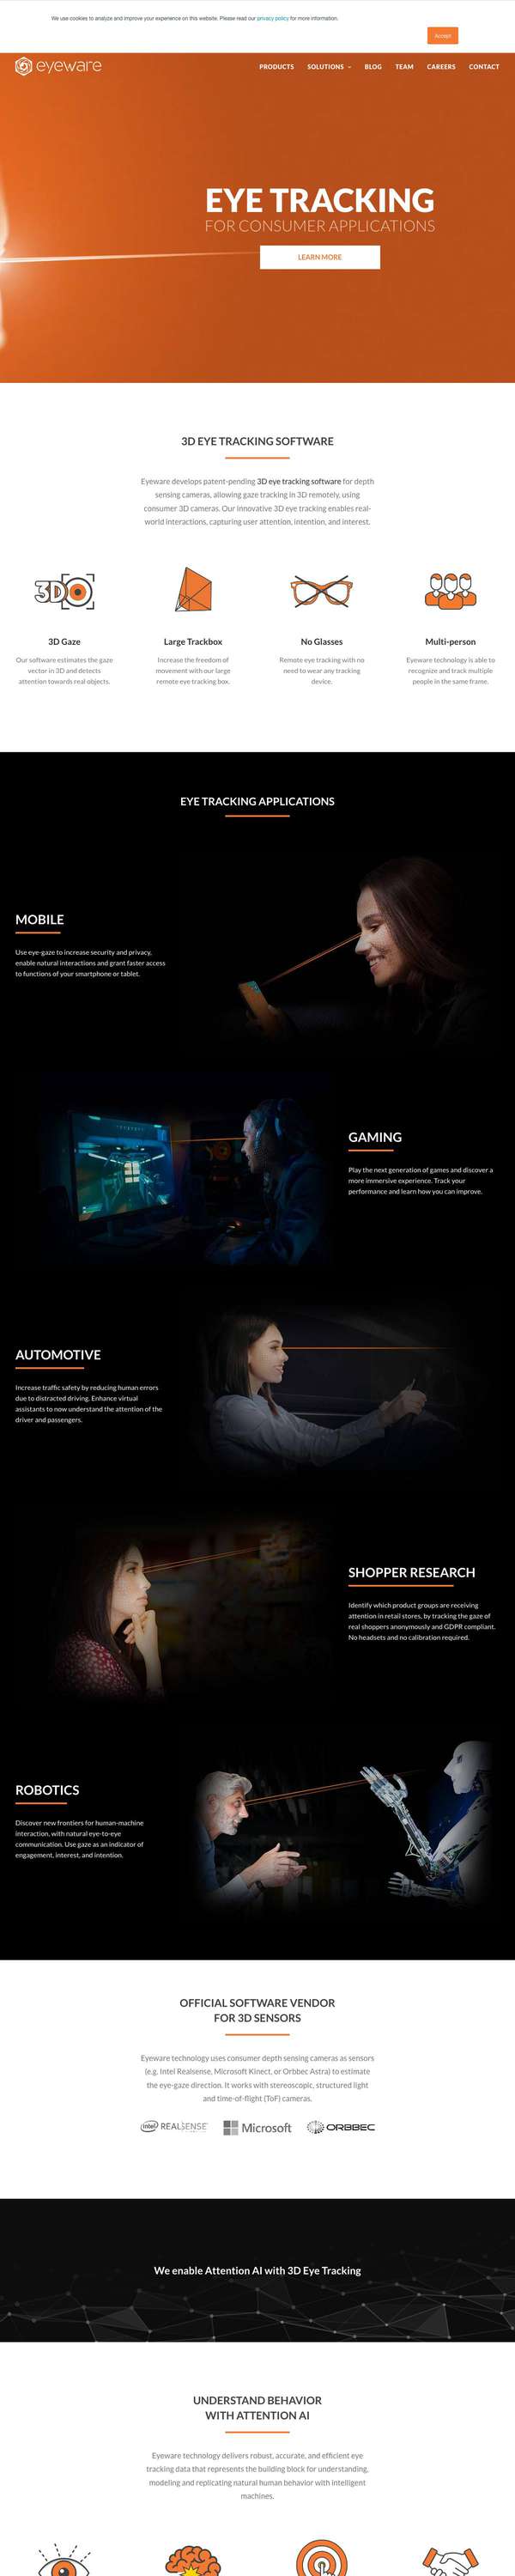 We use cookies to analyze and improve your experience on this website. Please read our privacy policy for more information.
Accept
eyeware
PRODUCTS SOLUTIONS BLOG TEAM CAREERS CONTACT
EYE TRACKING
FOR CONSUMER APPLICATIONS
LEARN MORE
3D EYE TRACKING SOFTWARE
Eyeware develops patent-pending 3D eye tracking software for depth
sensing cameras, allowing gaze tracking in 3D remotely, using
consumer 3D cameras. Our innovative 3D eye tracking enables real-
world interactions, capturing user attention, intention, and interest.
3D
3D Gaze
Our software estimates the gaze
vector in 3D and detects
attention towards real objects.
Large Trackbox
Increase the freedom of
movement with our large
remote eye tracking box.
No Glasses
Remote eye tracking with no
need to wear any tracking
device.
Multi-person
Eyeware technology is able to
recognize and track multiple
people in the same frame.
EYE TRACKING APPLICATIONS
MOBILE
Use eye-gaze to increase security and privacy,
enable natural interactions and grant faster access
to functions of your smartphone or tablet.
GAMING
Play the next generation of games and discover a
more immersive experience. Track your
performance and learn how you can improve.
AUTOMOTIVE
Increase traffic safety by reducing human errors
due to distracted driving. Enhance virtual
assistants to now understand the attention of the
driver and passengers.
SHOPPER RESEARCH
Identify which product groups are receiving
attention in retail stores, by tracking the gaze of
real shoppers anonymously and GDPR compliant.
No headsets and no calibration required.
ROBOTICS
Discover new frontiers for human-machine
interaction, with natural eye-to-eye
communication. Use gaze as an indicator of
engagement, interest, and intention.
OFFICIAL SOFTWARE VENDOR
FOR 3D SENSORS
Eyeware technology uses consumer depth sensing cameras as sensors
(e.g. Intel Realsense, Microsoft Kinect, or Orbbec Astra) to estimate
the eye-gaze direction. It works with stereoscopic, structured light
and time-of-flight (ToF) cameras.
intel REALSENSE Microsoft ORBBEC
We enable Attention AI with 3D Eye Tracking
UNDERSTAND BEHAVIOR
WITH ATTENTION AI
Eyeware technology delivers robust, accurate, and efficient eye
tracking data that represents the building block for understanding,
modeling and replicating natural human behavior with intelligent
machines.